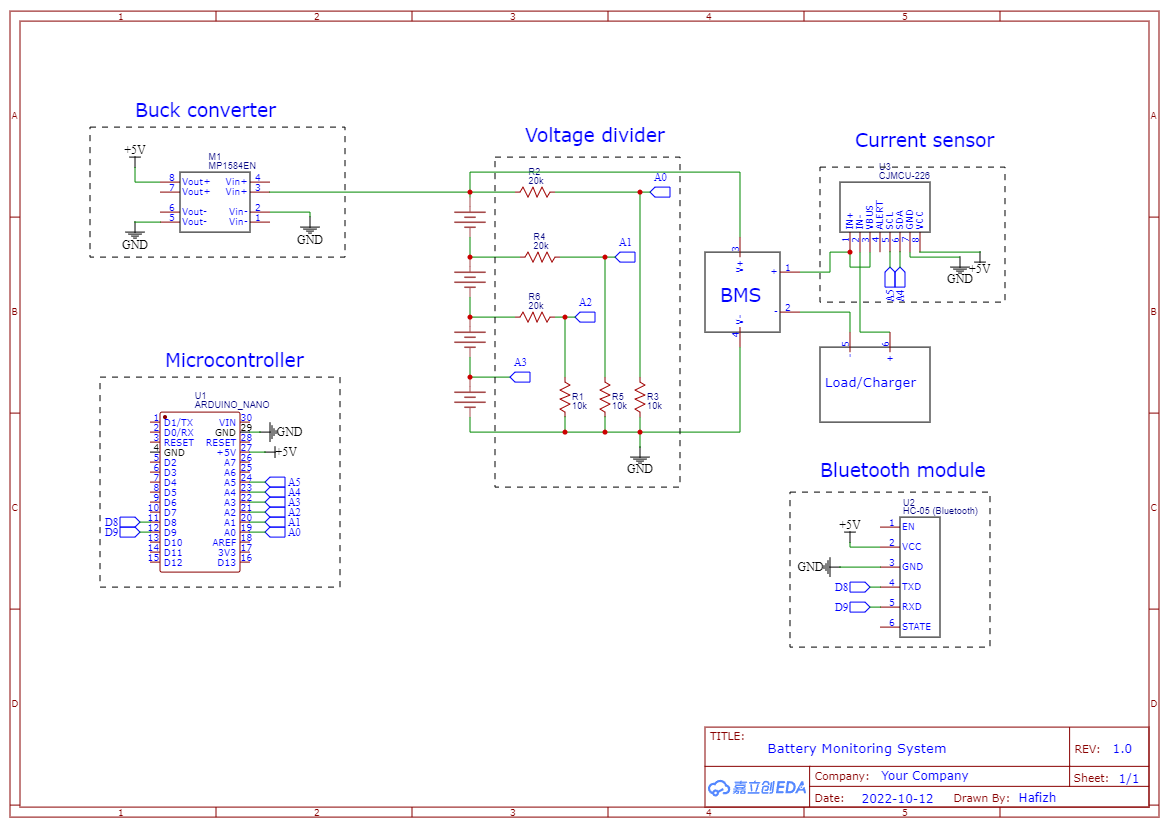 1 2 3 4 5
A
B
C
D
A
B
C
D
Buck converter
+5V
M1
MP1584EN
8 Vout+ Vin+ 4
7 Vout+ Vin+ 3
6 Vout- Vin- 2
5 Vout- Vin- 1
GND
GND
Voltage divider
R2
20k
A0
R4
20k
A1
R6
20k
A2
A3
R1
10k
R5
10k
R3
10k
GND
BMS
3
V+
V-
4
+ 1
- 2
Current sensor
U3
CJMCU-226
IN+
IN-
VBUS
ALERT
SCL
SDA
GND
VCC
1 2 3 4 5 6 7 8
A5
A4
GND
+5V
5 6
- +
Load/Charger
Microcontroller
U1
ARDUINO_NANO
1 D1/TX VIN 30
2 D0/RX GND 29 GND
3 RESET RESET 28
4 GND +5V 27 +5V
5 D2 A7 26
6 D3 A6 25
7 D4 A5 24 A5
8 D5 A4 23 A4
9 D6 A3 22 A3
10 D7 A2 21 A2
D8 11 D8 A1 20 A1
D9 12 D9 A0 19 A0
13 D10 AREF 18
14 D11 3V3 17
15 D12 D13 16
Bluetooth module
U2
HC-05 (Bluetooth)
+5V
1 EN
2 VCC
GND 3 GND
D8 4 TXD
D9 5 RXD
6 STATE
TITLE:
Battery Monitoring System
REV: 1.0
嘉立创EDA
Company: Your Company
Sheet: 1/1
Date: 2022-10-12 Drawn By: Hafizh
1 2 3 4 5